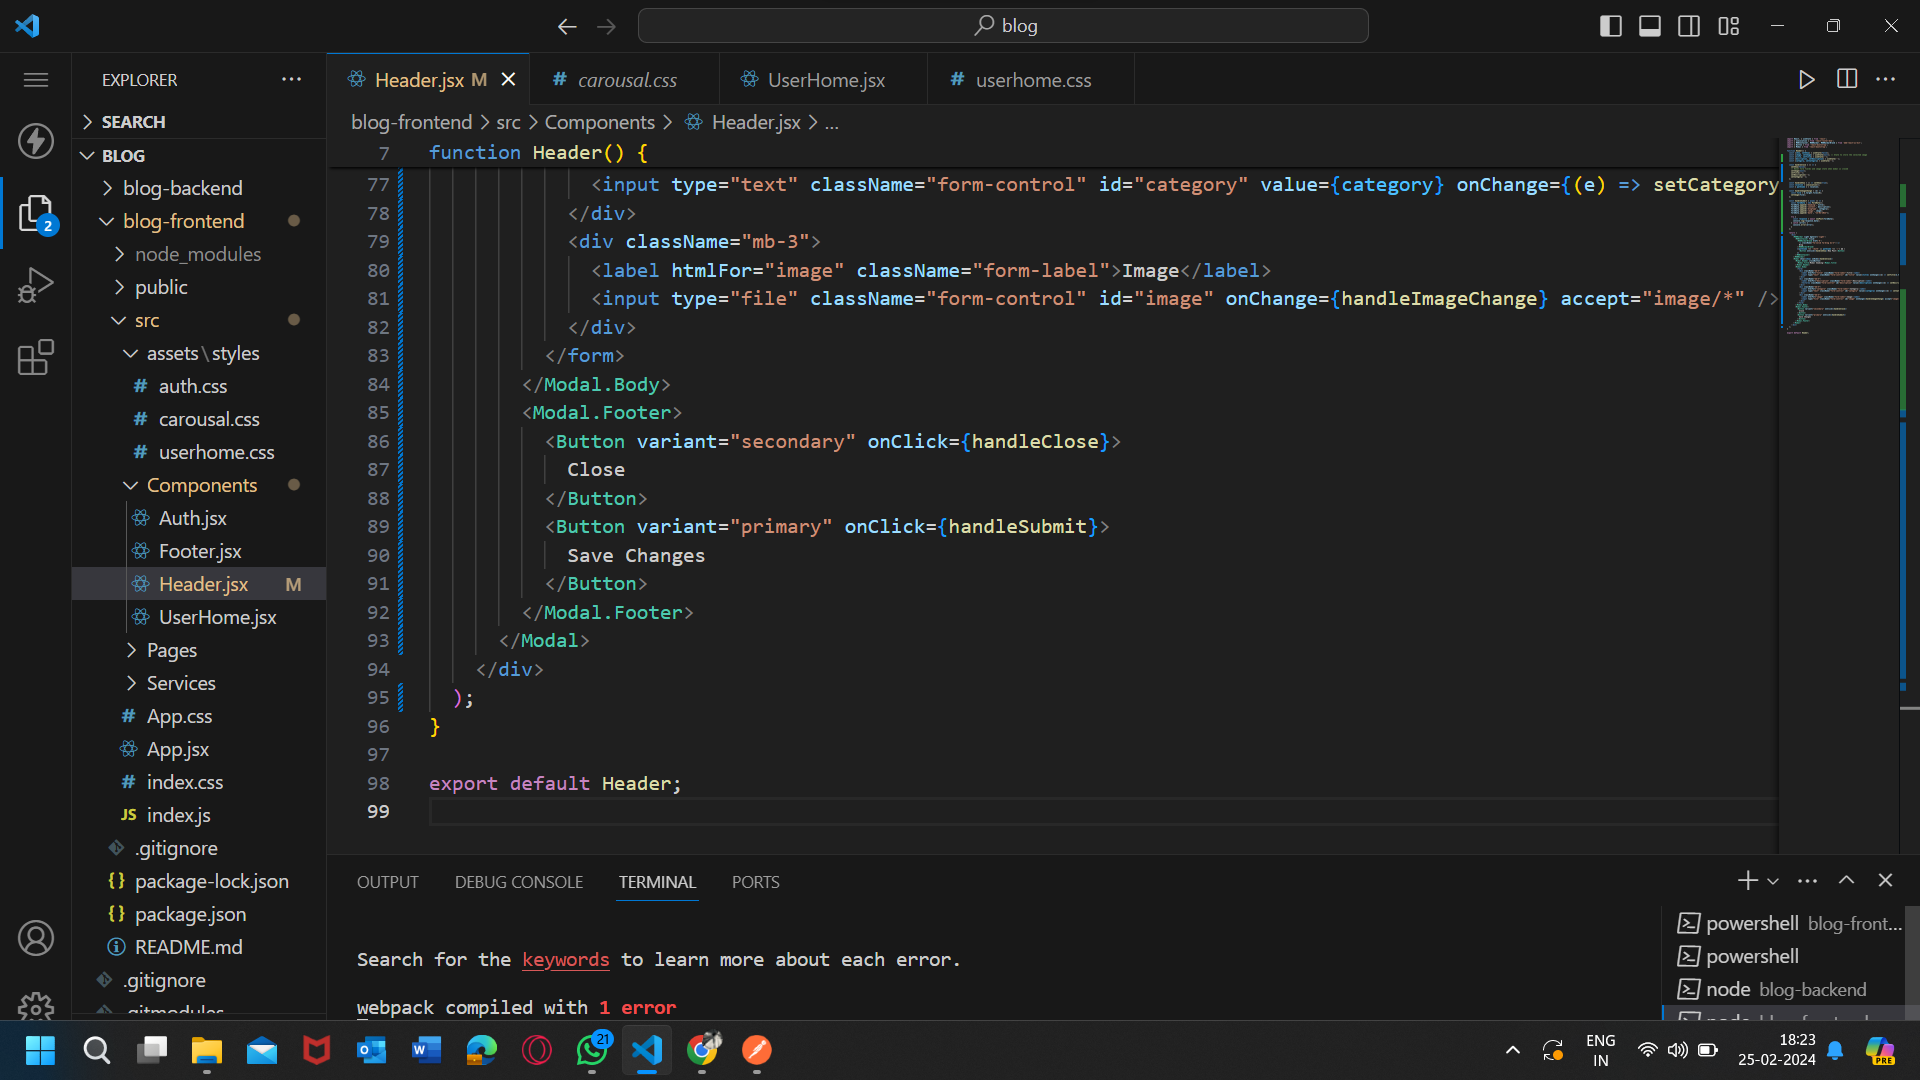 blog
EXPLORER
Header.jsx M
carousal.css
UserHome.jsx
userhome.css
SEARCH
BLOG
blog-backend
blog-frontend
node_modules
public
src
assets\styles
auth.css
carousal.css
userhome.css
Components
Auth.jsx
Footer.jsx
Header.jsx M
UserHome.jsx
Pages
Services
App.css
App.jsx
index.css
JS index.js
.gitignore
{} package-lock.json
{} package.json
README.md
.gitignore
.gitmodules
2
blog-frontend > src > Components > Header.jsx > ...
7 function Header() {
77 <input type="text" className="form-control" id="category" value={category} onChange={(e) => setCategory
78 </div>
79 <div className="mb-3">
80 <label htmlFor="image" className="form-label">Image</label>
81 <input type="file" className="form-control" id="image" onChange={handleImageChange} accept="image/*" />
82 </div>
83 </form>
84 </Modal.Body>
85 <Modal.Footer>
86 <Button variant="secondary" onClick={handleClose}>
87 Close
88 </Button>
89 <Button variant="primary" onClick={handleSubmit}>
90 Save Changes
91 </Button>
92 </Modal.Footer>
93 </Modal>
94 </div>
95 );
96 }
97
98 export default Header;
99
OUTPUT DEBUG CONSOLE TERMINAL PORTS
Search for the keywords to learn more about each error.
webpack compiled with 1 error
powershell blog-front...
powershell
node blog-backend
21
ENG
IN
18:23
25-02-2024
PRE